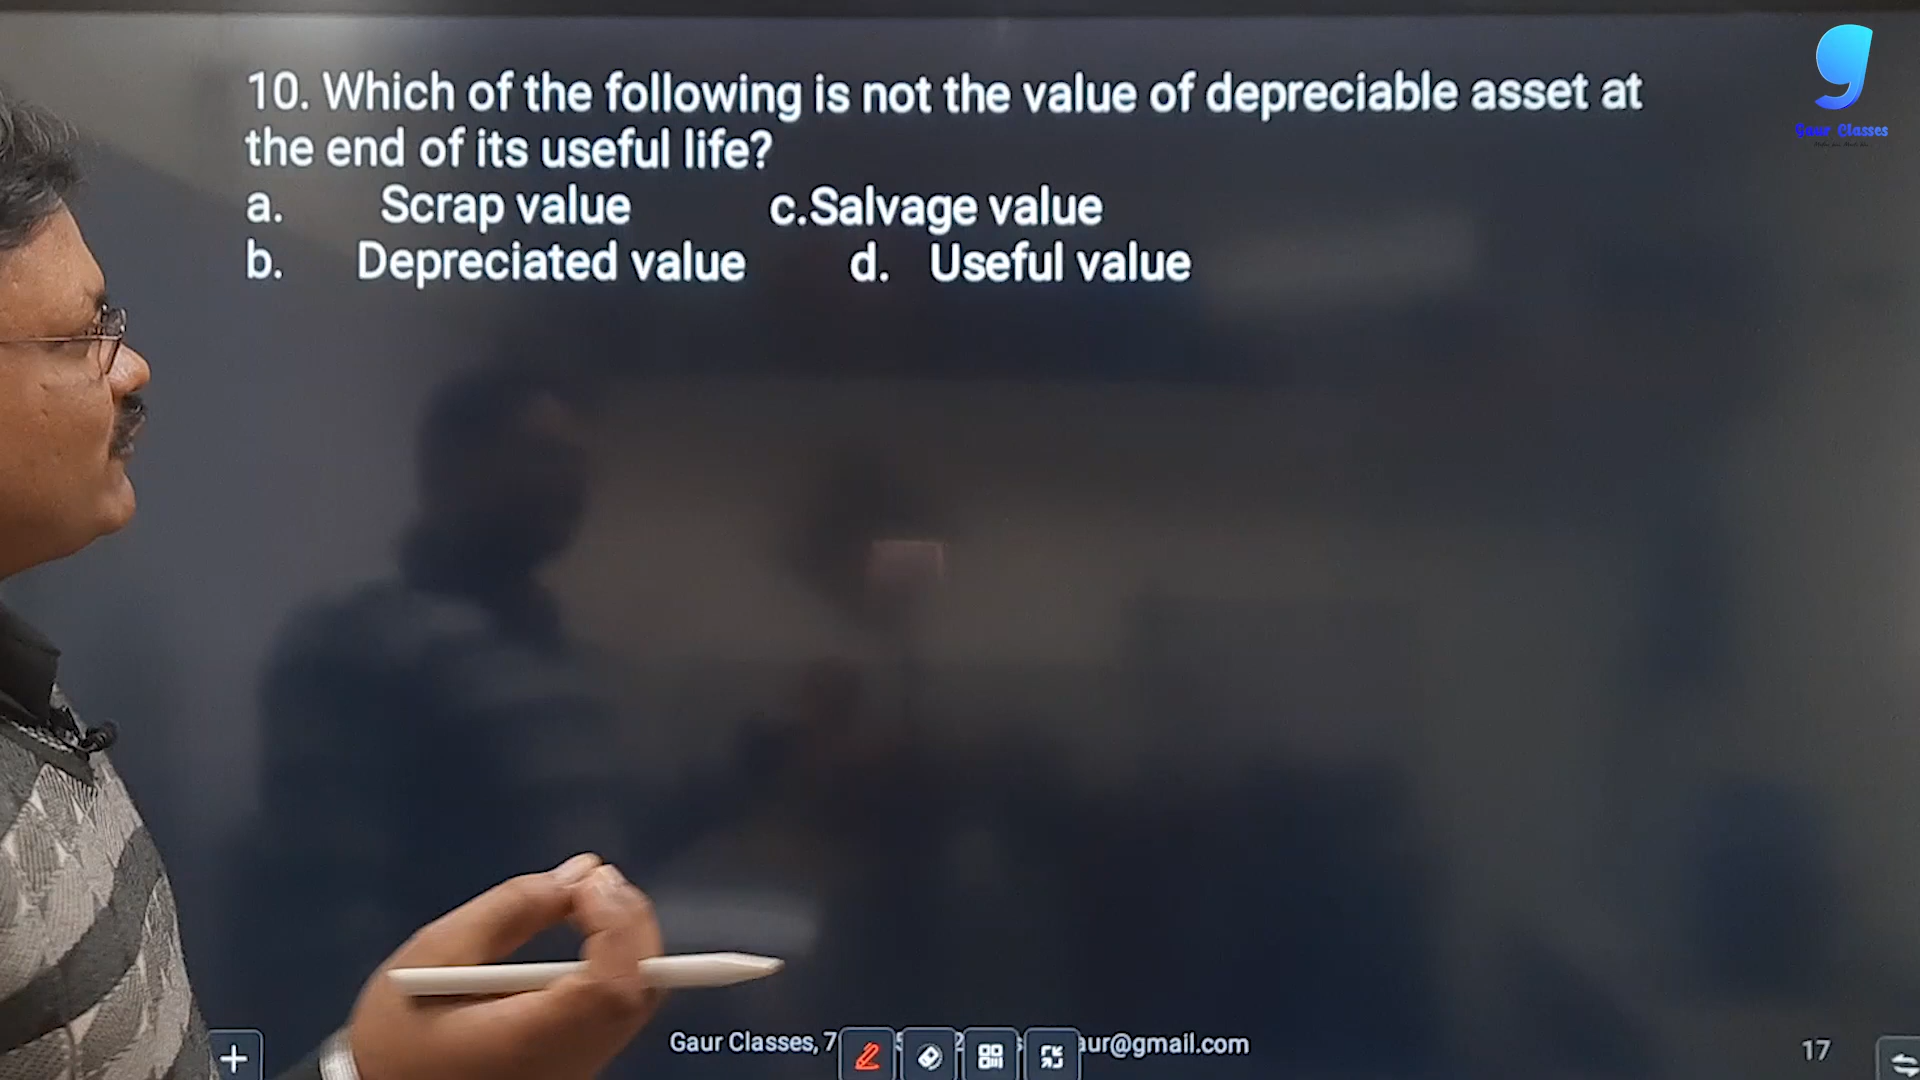 10. Which of the following is not the value of depreciable asset at
the end of its useful life?
a. Scrap value c.Salvage value
b. Depreciated value d. Useful value
g
Gaur Classes
Gaur Classes, 7 aur@gmail.com
17